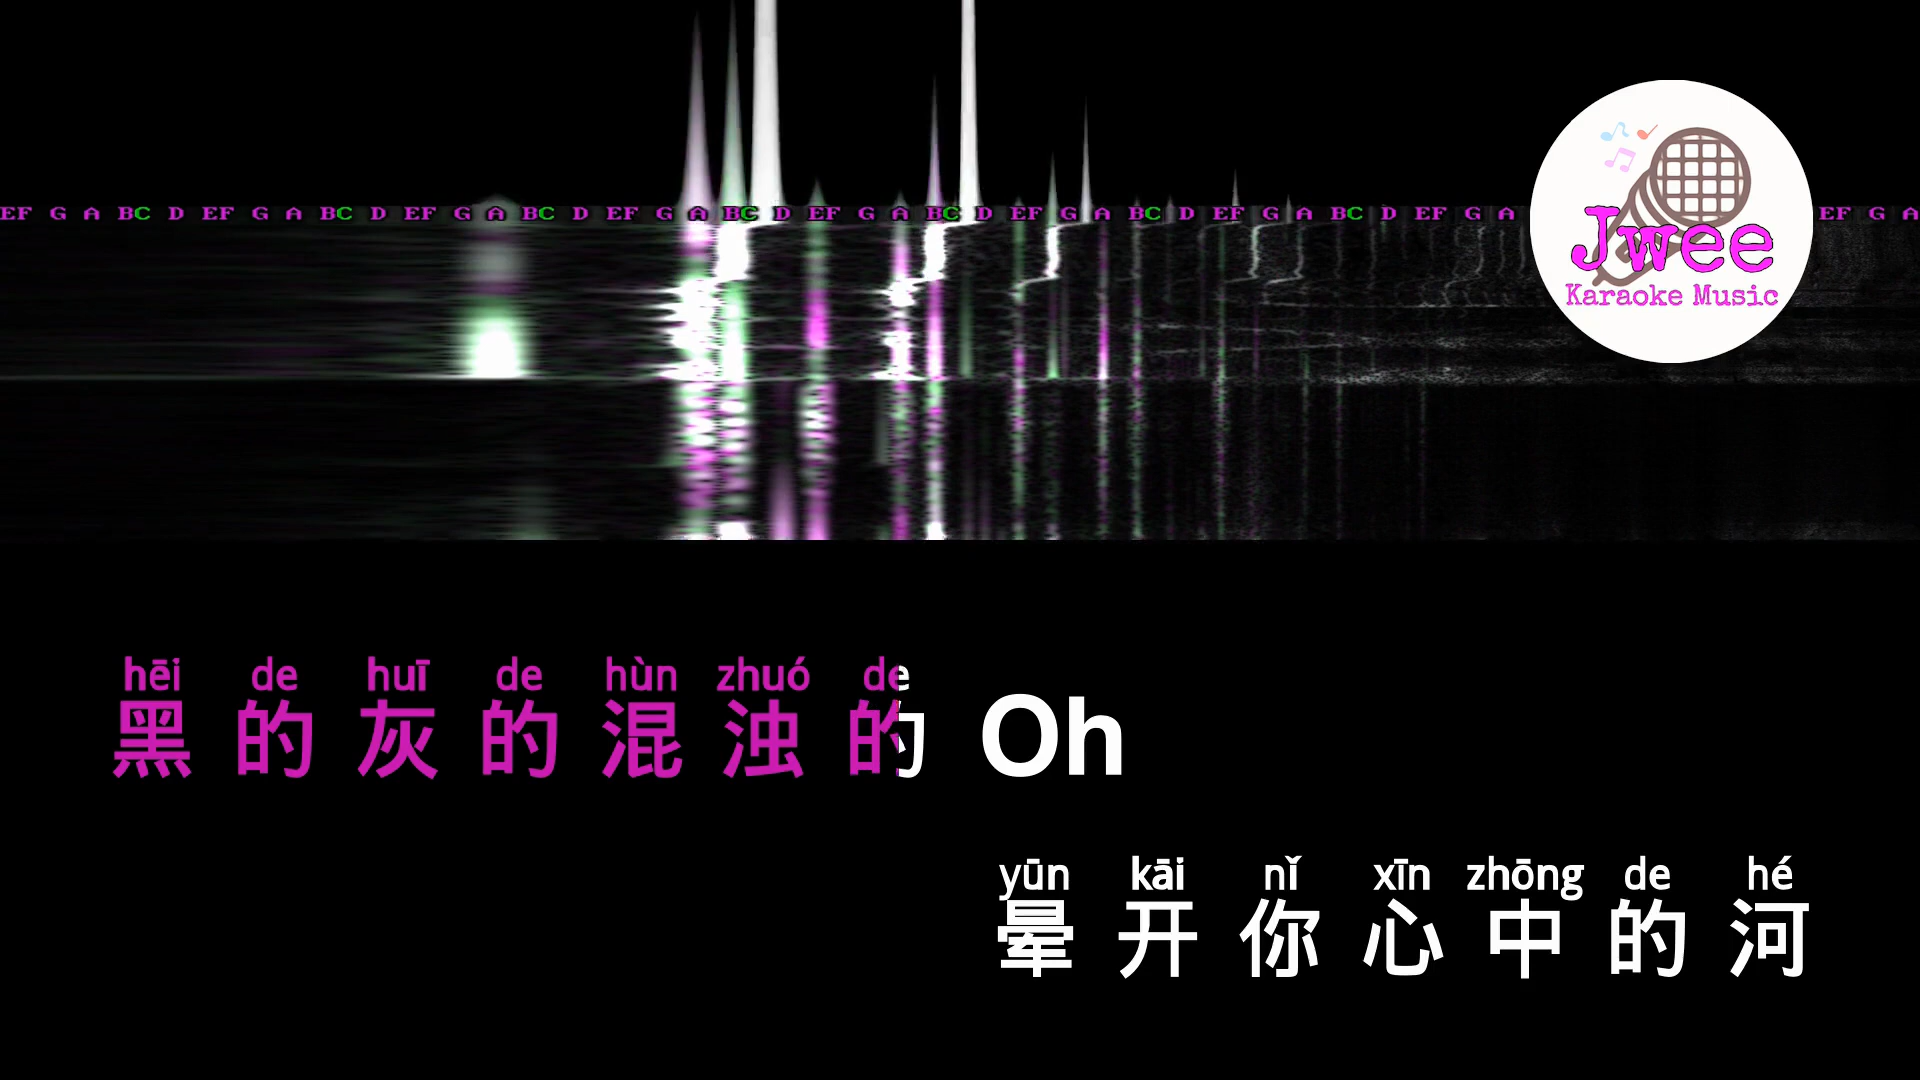 EF G A BC D EF G A BC D EF G A BC D EF G A BC D EF G A BC D EF G A BC D EF G A BC D EF G A EF G A
Jwee
Karaoke Music
hēi de huī de hùn zhuó de
黑 的 灰 的 混 浊 的 Oh
yūn kāi nǐ xīn zhōng de hé
晕 开 你 心 中 的 河